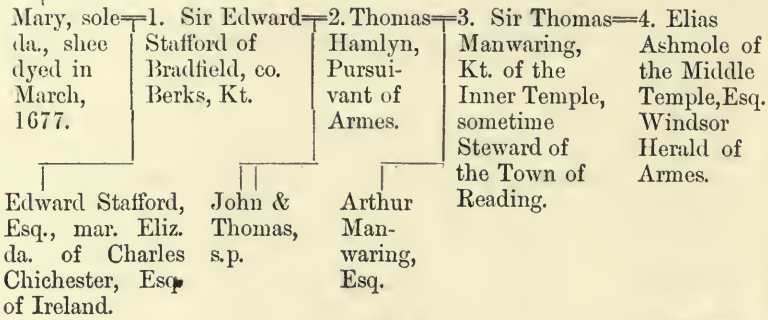 Mary, sole
da., shee
dyed in
March,
1677.
1. Sir Edward
Stafford of
Bradfield, co.
Berks, Kt.
2. Thomas
Hamlyn,
Pursui-
vant of
Armes.
3. Sir Thomas
Manwaring,
Kt. of the
Inner Temple,
sometime
Steward of
the Town of
Reading.
4. Elias
Ashmole of
the Middle
Temple, Esq.
Windsor
Herald of
Armes.
Edward Stafford,
Esq., mar. Eliz.
da. of Charles
Chichester, Esq.
of Ireland.
John &
Thomas,
s.p.
Arthur
Man-
waring,
Esq.